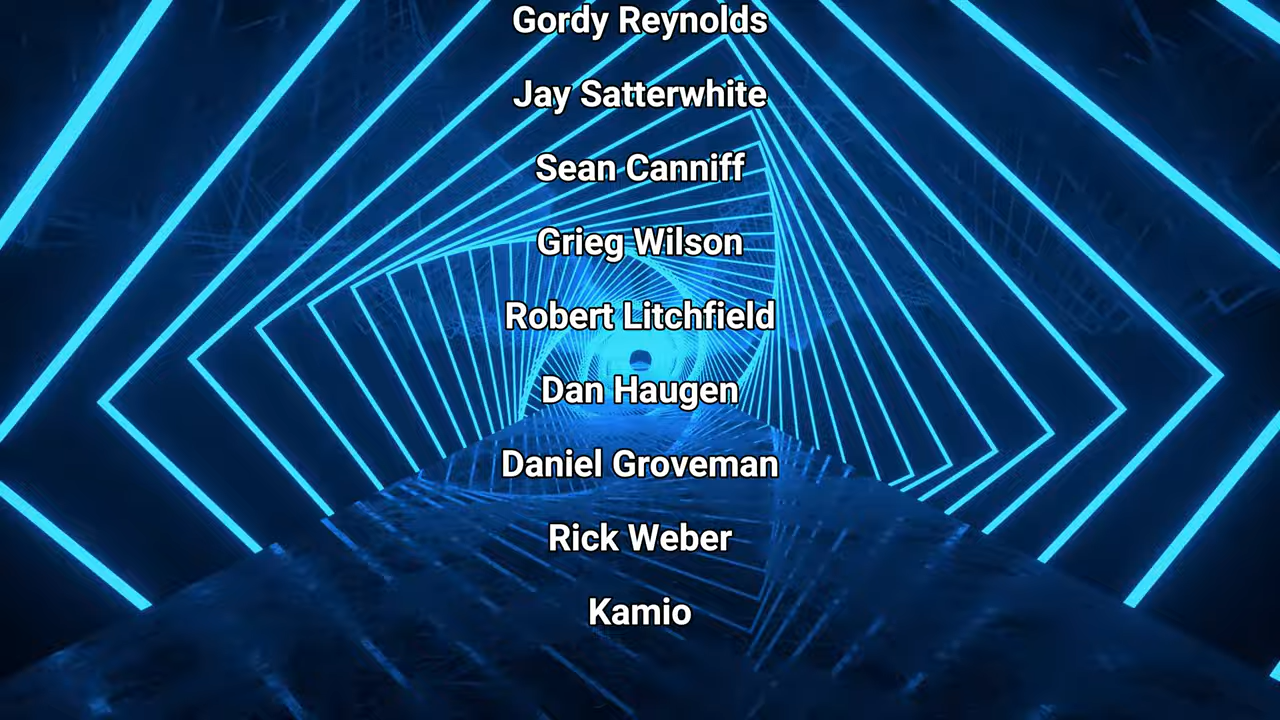 Gordy Reynolds
Jay Satterwhite
Sean Canniff
Grieg Wilson
Robert Litchfield
Dan Haugen
Daniel Groveman
Rick Weber
Kamio